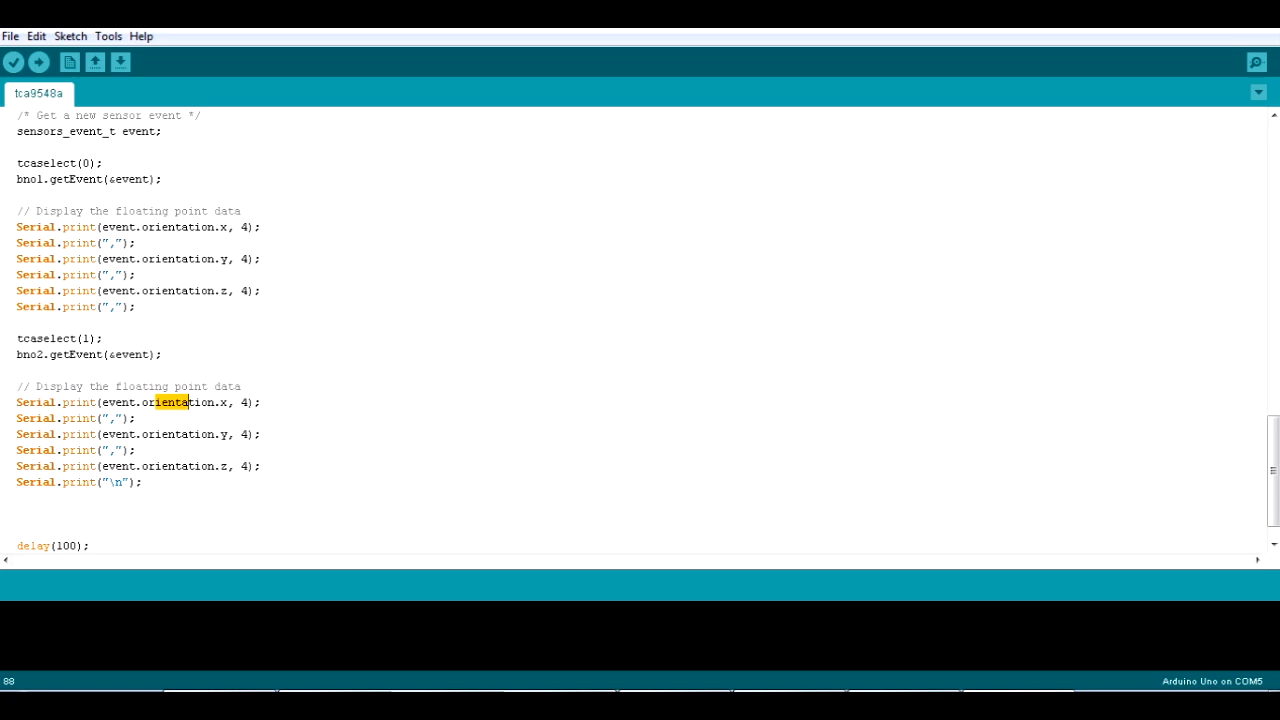 File Edit Sketch Tools Help
tca9548a
/* Get a new sensor event */
sensors_event_t event;
tcaselect(0);
bno1.getEvent(&event);
// Display the floating point data
Serial.print(event.orientation.x, 4);
Serial.print(",");
Serial.print(event.orientation.y, 4);
Serial.print(",");
Serial.print(event.orientation.z, 4);
Serial.print(",");
tcaselect(1);
bno2.getEvent(&event);
// Display the floating point data
Serial.print(event.orientation.x, 4);
Serial.print(",");
Serial.print(event.orientation.y, 4);
Serial.print(",");
Serial.print(event.orientation.z, 4);
Serial.print("\n");
delay(100);
88 Arduino Uno on COM5